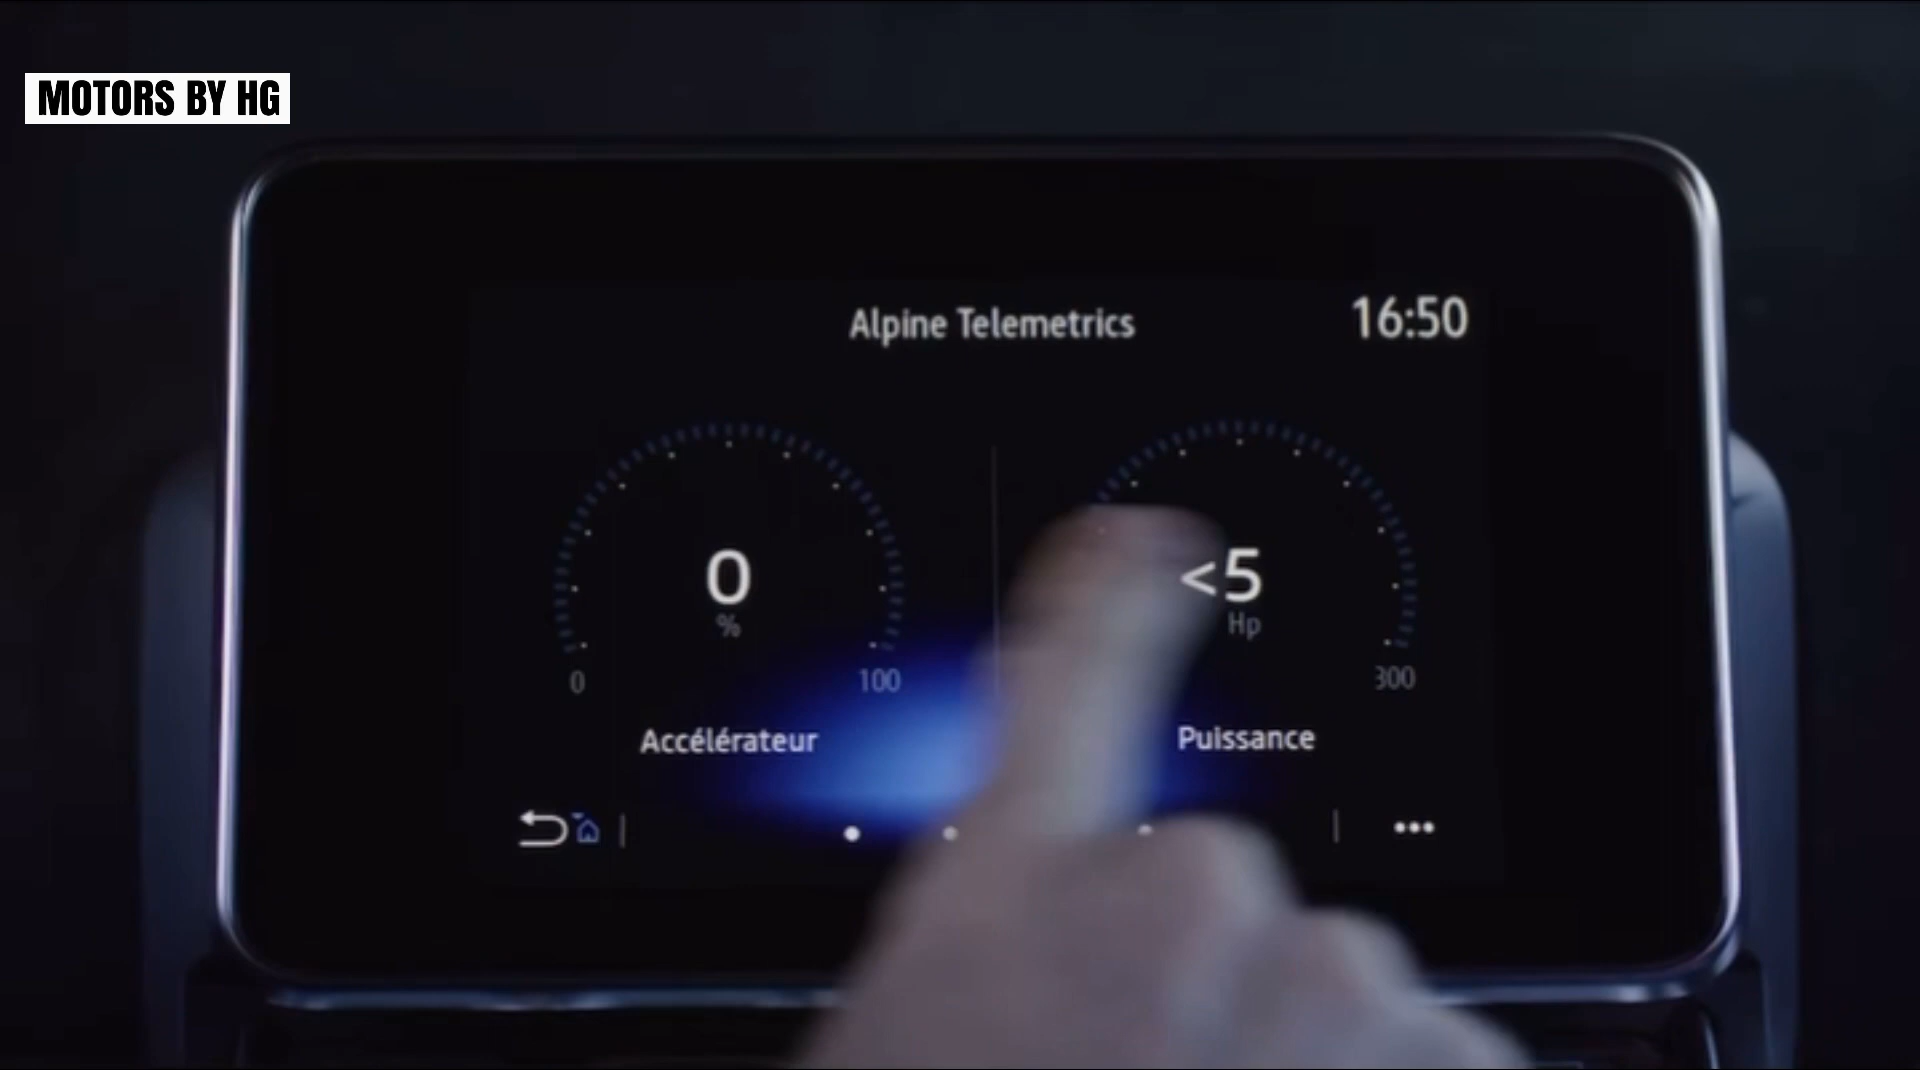 MOTORS BY HG
Alpine Telemetrics
16:50
0
%
0
100
Accélérateur
<5
Hp
300
Puissance